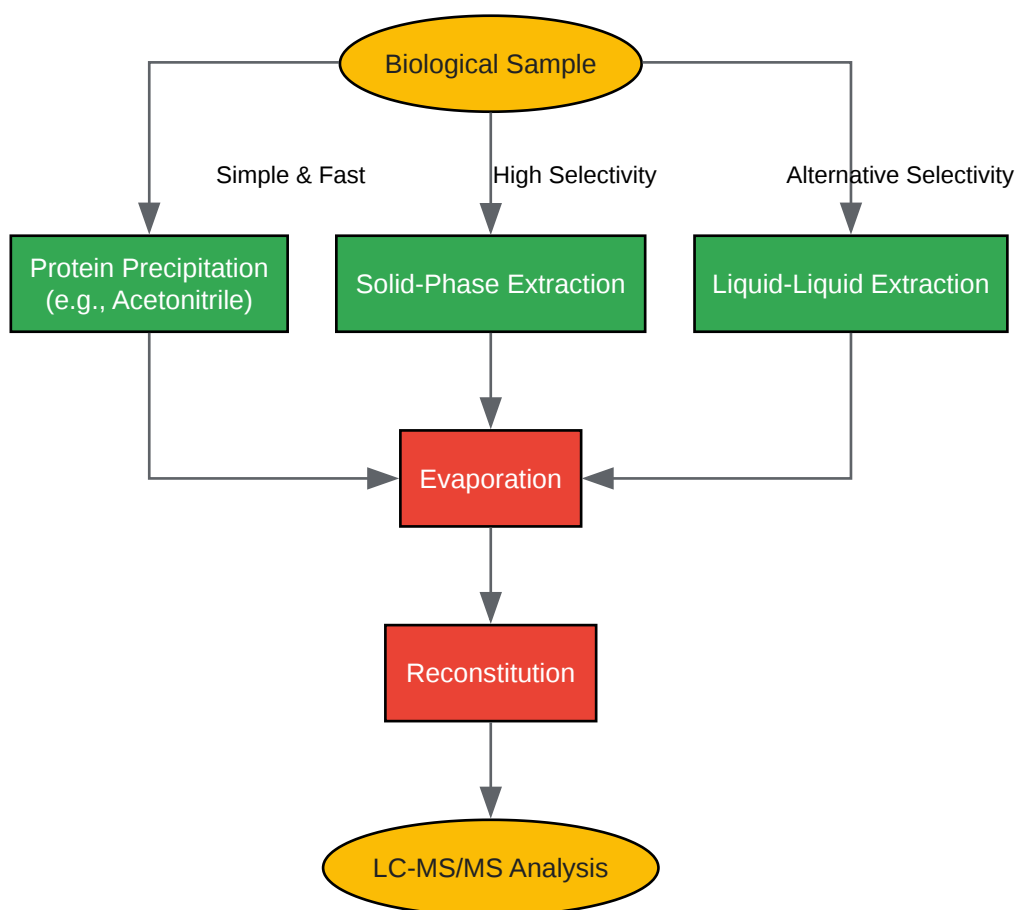 Biological Sample
Simple & Fast
High Selectivity
Alternative Selectivity
Protein Precipitation
(e.g., Acetonitrile)
Solid-Phase Extraction
Liquid-Liquid Extraction
Evaporation
Reconstitution
LC-MS/MS Analysis